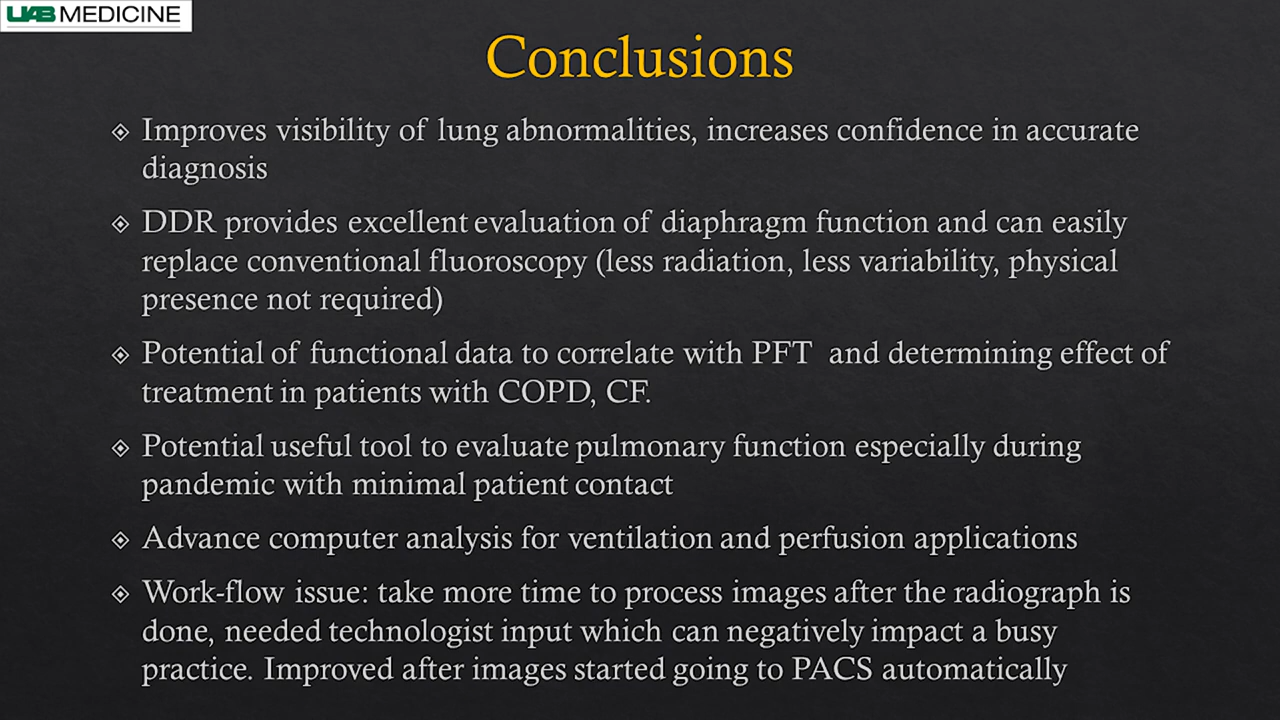 UAB MEDICINE
Conclusions
Improves visibility of lung abnormalities, increases confidence in accurate
diagnosis
DDR provides excellent evaluation of diaphragm function and can easily
replace conventional fluoroscopy (less radiation, less variability, physical
presence not required)
Potential of functional data to correlate with PFT and determining effect of
treatment in patients with COPD, CF.
Potential useful tool to evaluate pulmonary function especially during
pandemic with minimal patient contact
Advance computer analysis for ventilation and perfusion applications
Work-flow issue: take more time to process images after the radiograph is
done, needed technologist input which can negatively impact a busy
practice. Improved after images started going to PACS automatically